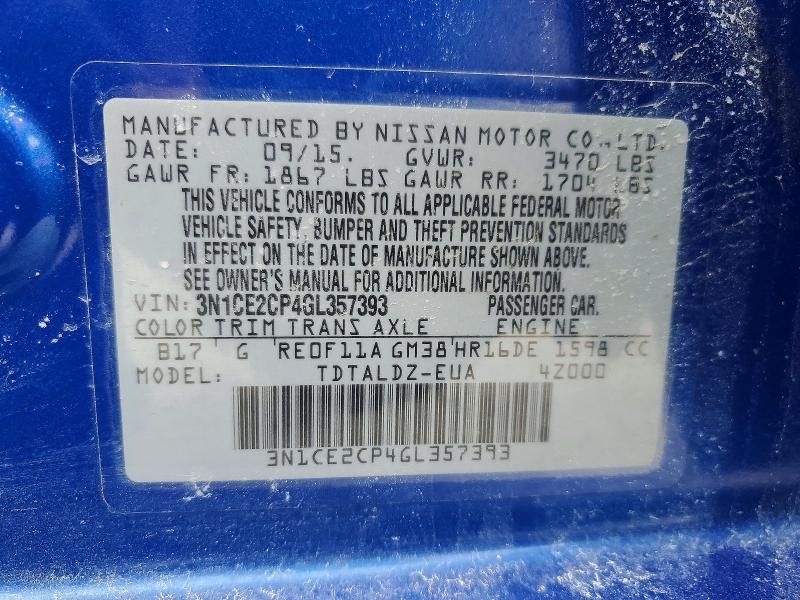 MANUFACTURED BY NISSAN MOTOR CO.,LTD.
DATE: 09/15. GVWR: 3470 LBS
GAWR FR: 1867 LBS GAWR RR: 1704 LBS
THIS VEHICLE CONFORMS TO ALL APPLICABLE FEDERAL MOTOR
VEHICLE SAFETY, BUMPER AND THEFT PREVENTION STANDARDS
IN EFFECT ON THE DATE OF MANUFACTURE SHOWN ABOVE.
SEE OWNER'S MANUAL FOR ADDITIONAL INFORMATION.
VIN: 3N1CE2CP4GL357393 PASSENGER CAR.
COLOR TRIM TRANS AXLE ENGINE
B17 G RE0F11A GM38 HR16DE 1598 CC
MODEL: TDTALDZ-EUA 4Z000
3N1CE2CP4GL357393